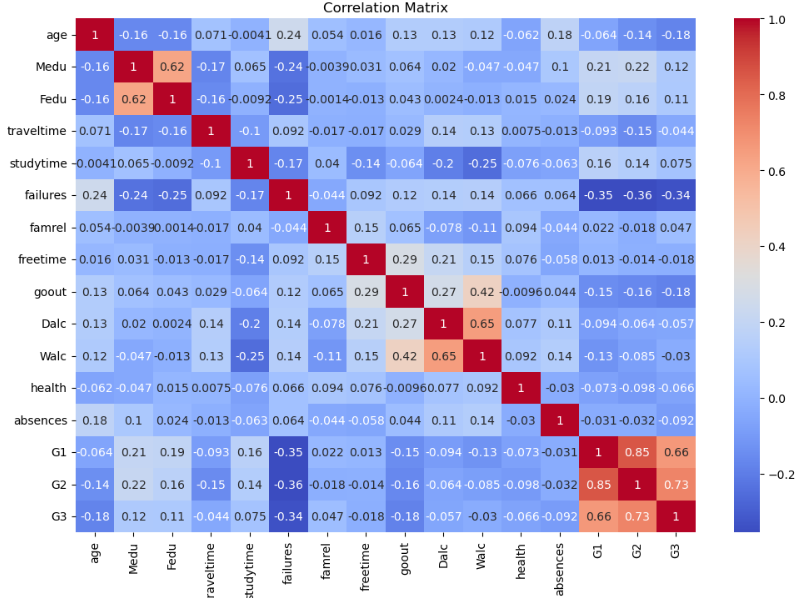 Correlation Matrix
age 1 -0.16 -0.16 0.071 -0.0041 0.24 0.054 0.016 0.13 0.13 0.12 -0.062 0.18 -0.064 -0.14 -0.18
Medu -0.16 1 0.62 -0.17 0.065 -0.24 -0.0039 0.031 0.064 0.02 -0.047 -0.047 0.1 0.21 0.22 0.12
Fedu -0.16 0.62 1 -0.16 -0.0092 -0.25 -0.0014 -0.013 0.043 0.0024 -0.013 0.015 0.024 0.19 0.16 0.11
traveltime 0.071 -0.17 -0.16 1 -0.1 0.092 -0.017 -0.017 0.029 0.14 0.13 0.0075 -0.013 -0.093 -0.15 -0.044
studytime -0.0041 0.065 -0.0092 -0.1 1 -0.17 0.04 -0.14 -0.064 -0.2 -0.25 -0.076 -0.063 0.16 0.14 0.075
failures 0.24 -0.24 -0.25 0.092 -0.17 1 -0.044 0.092 0.12 0.14 0.14 0.066 0.064 -0.35 -0.36 -0.34
famrel 0.054 -0.0039 0.0014 -0.017 0.04 -0.044 1 0.15 0.065 -0.078 -0.11 0.094 -0.044 0.022 -0.018 0.047
freetime 0.016 0.031 -0.013 -0.017 -0.14 0.092 0.15 1 0.29 0.21 0.15 0.076 -0.058 0.013 -0.014 -0.018
goout 0.13 0.064 0.043 0.029 -0.064 0.12 0.065 0.29 1 0.27 0.42 -0.0096 0.044 -0.15 -0.16 -0.18
Dalc 0.13 0.02 0.0024 0.14 -0.2 0.14 -0.078 0.21 0.27 1 0.65 0.077 0.11 -0.094 -0.064 -0.057
Walc 0.12 -0.047 -0.013 0.13 -0.25 0.14 -0.11 0.15 0.42 0.65 1 0.092 0.14 -0.13 -0.085 -0.03
health -0.062 -0.047 0.015 0.0075 -0.076 0.066 0.094 0.076 -0.0096 0.077 0.092 1 -0.03 -0.073 -0.098 -0.066
absences 0.18 0.1 0.024 -0.013 -0.063 0.064 -0.044 -0.058 0.044 0.11 0.14 -0.03 1 -0.031 -0.032 -0.092
G1 -0.064 0.21 0.19 -0.093 0.16 -0.35 0.022 0.013 -0.15 -0.094 -0.13 -0.073 -0.031 1 0.85 0.66
G2 -0.14 0.22 0.16 -0.15 0.14 -0.36 -0.018 -0.014 -0.16 -0.064 -0.085 -0.098 -0.032 0.85 1 0.73
G3 -0.18 0.12 0.11 -0.044 0.075 -0.34 0.047 -0.018 -0.18 -0.057 -0.03 -0.066 -0.092 0.66 0.73 1
age Medu Fedu raveltime studytime failures famrel freetime goout Dalc Walc health absences G1 G2 G3
1.0
0.8
0.6
0.4
0.2
0.0
−0.2